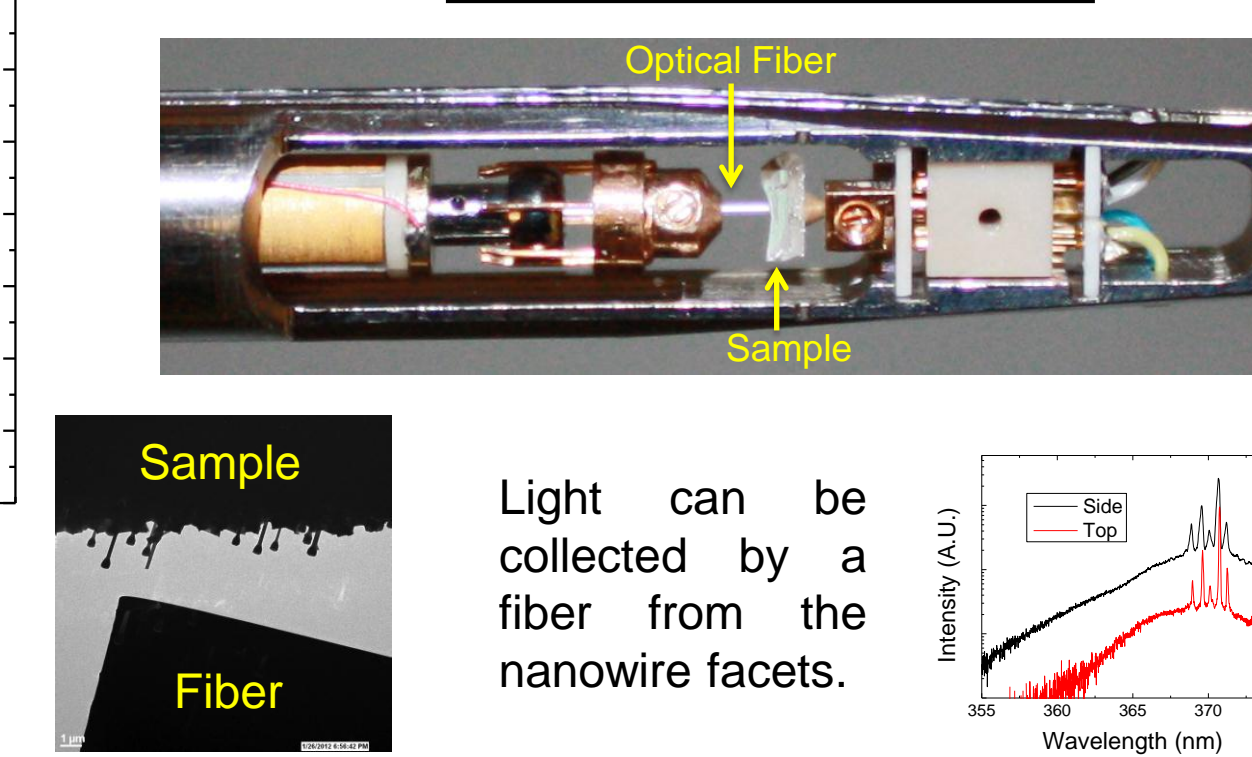 Optical Fiber
Sample
Sample
Fiber
1 µm
1/26/2012 6:56:42 PM
Light can be
collected by a
fiber from the
nanowire facets.
Side
Top
Intensity (A.U.)
355 360 365 370
Wavelength (nm)